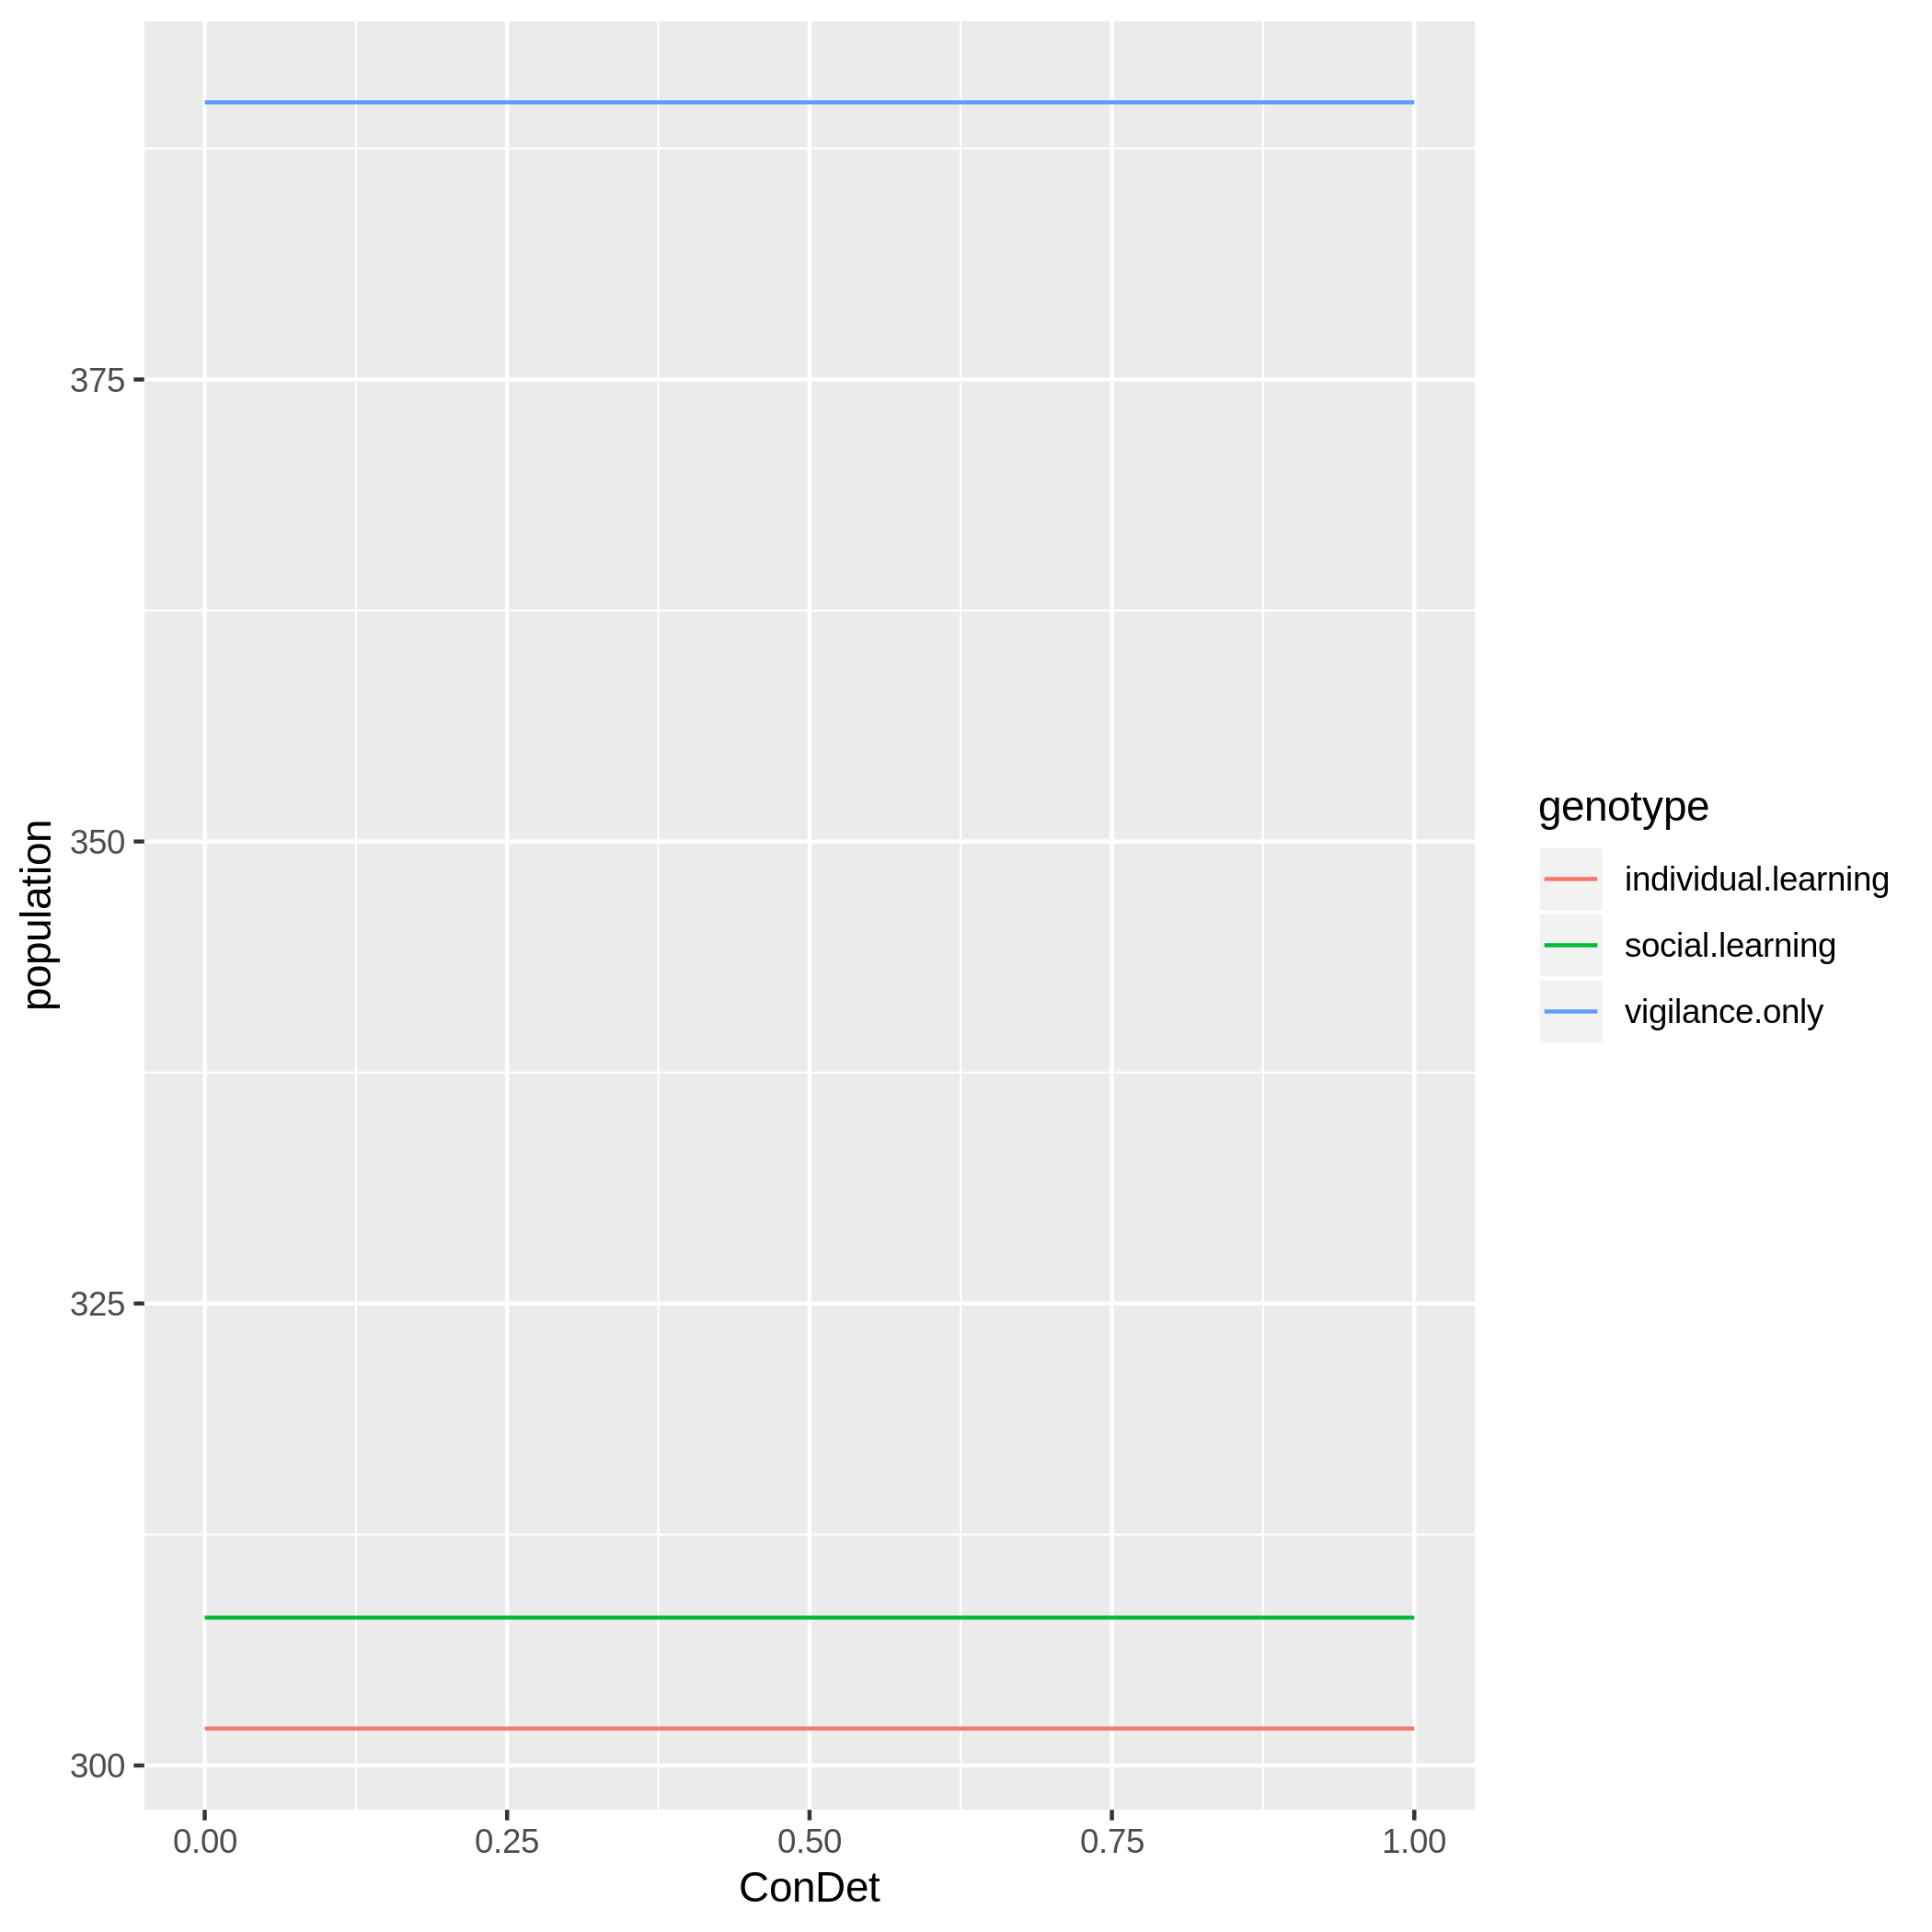 population
375
350
325
300
0.00 0.25 0.50 0.75 1.00
ConDet
genotype
individual.learning
social.learning
vigilance.only